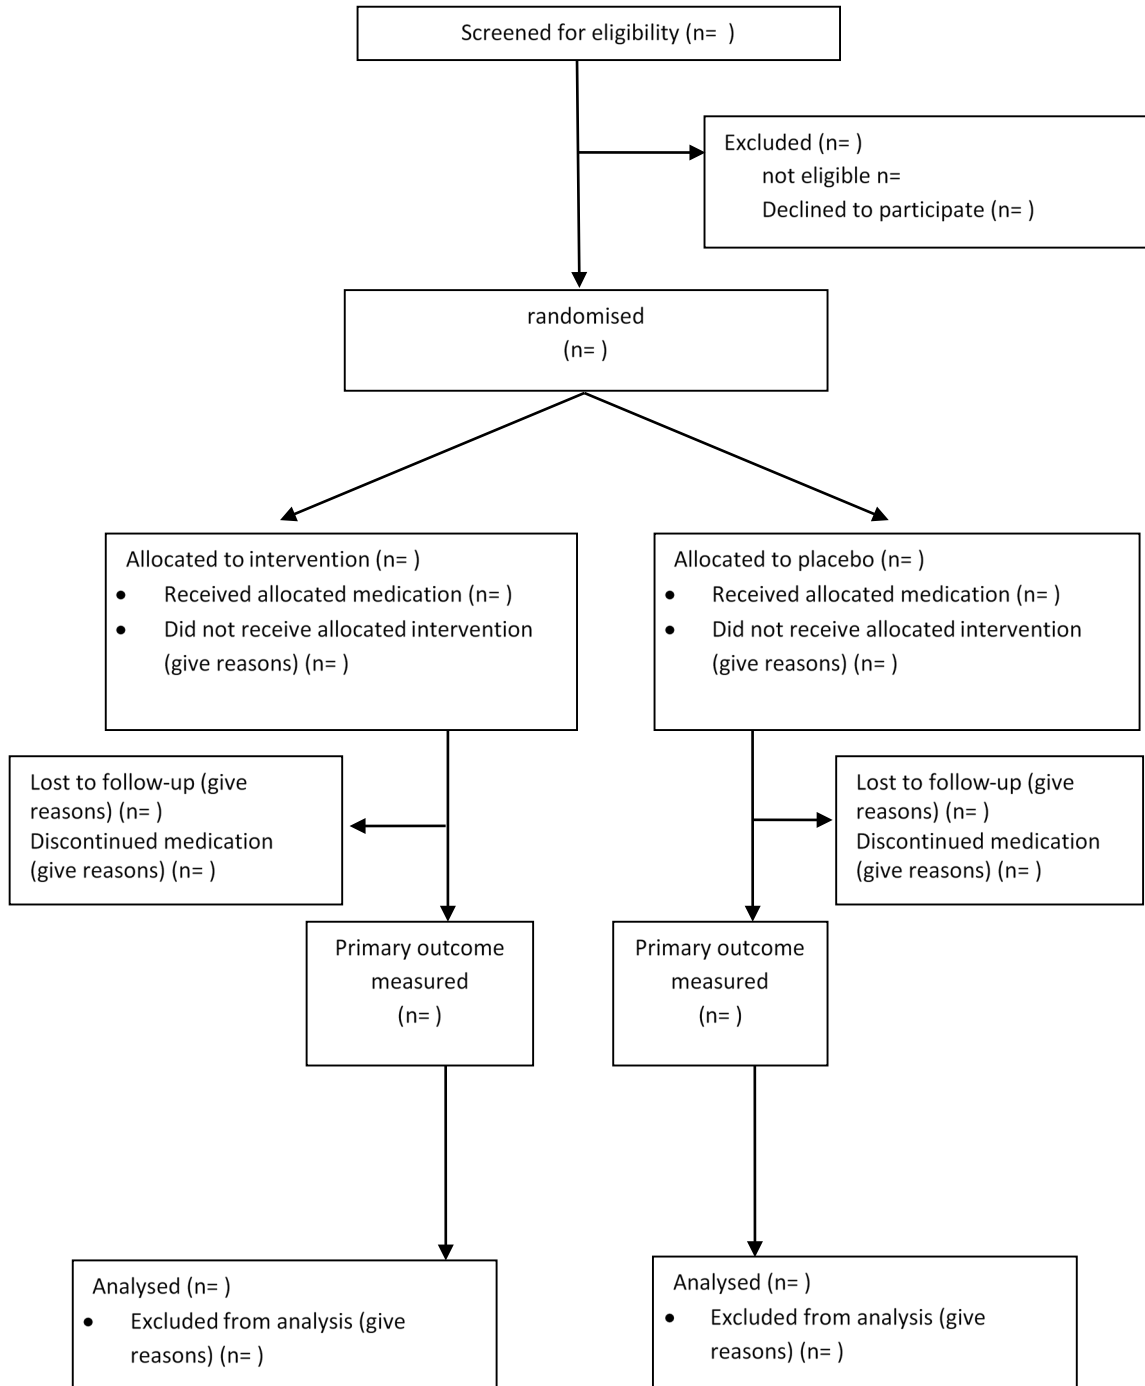 Screened for eligibility (n=  )
Excluded (n= )
not eligible n=
Declined to participate (n= )
randomised
(n= )
Allocated to intervention (n= )
• Received allocated medication (n= )
• Did not receive allocated intervention
(give reasons) (n= )
Allocated to placebo (n= )
• Received allocated medication (n= )
• Did not receive allocated intervention
(give reasons) (n= )
Lost to follow-up (give
reasons) (n= )
Discontinued medication
(give reasons) (n= )
Lost to follow-up (give
reasons) (n= )
Discontinued medication
(give reasons) (n= )
Primary outcome
measured
(n= )
Primary outcome
measured
(n= )
Analysed (n= )
• Excluded from analysis (give
reasons) (n= )
Analysed (n= )
• Excluded from analysis (give
reasons) (n= )